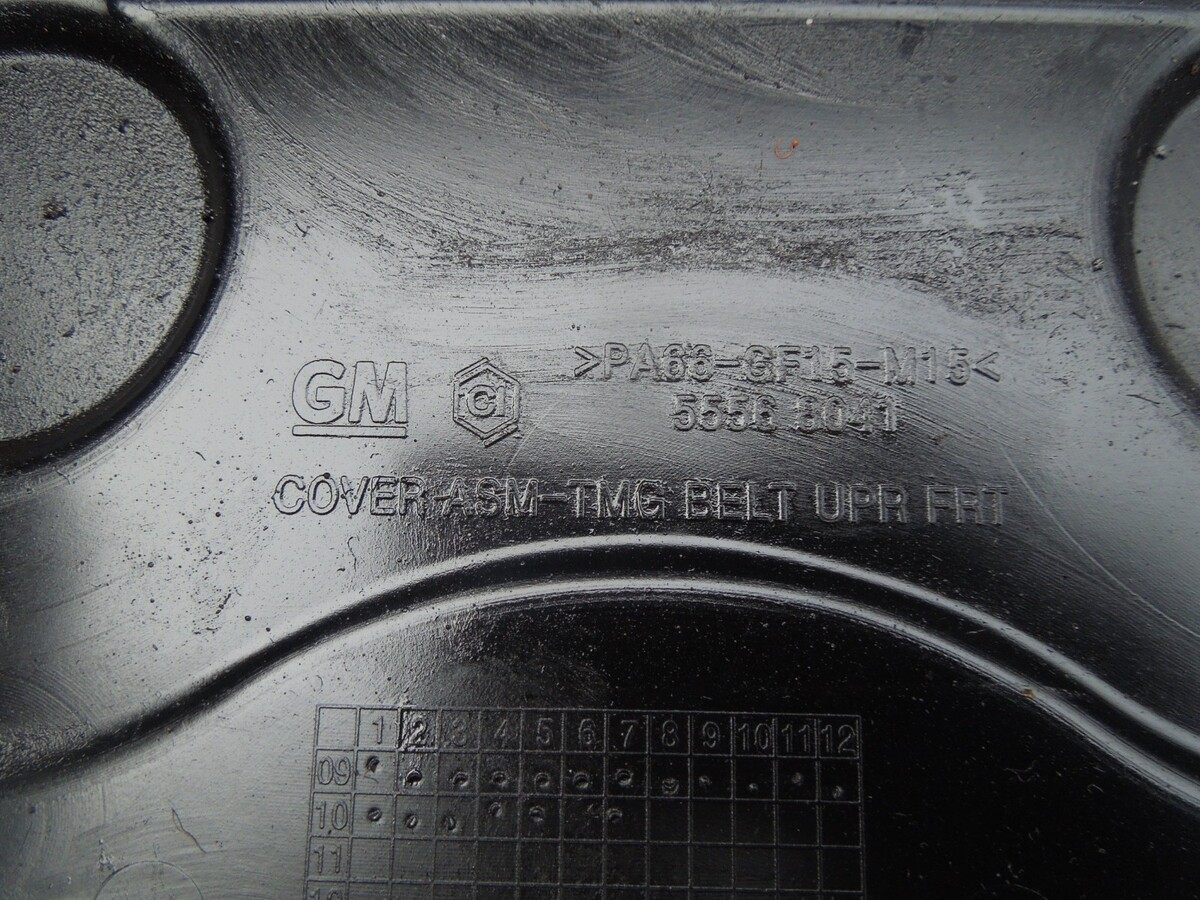 GM CI >PA66-GF15-M15<
5556 8041
COVER-ASM-TMG BELT UPR FRT
1 2 3 4 5 6 7 8 9 10 11 12
09
10
11